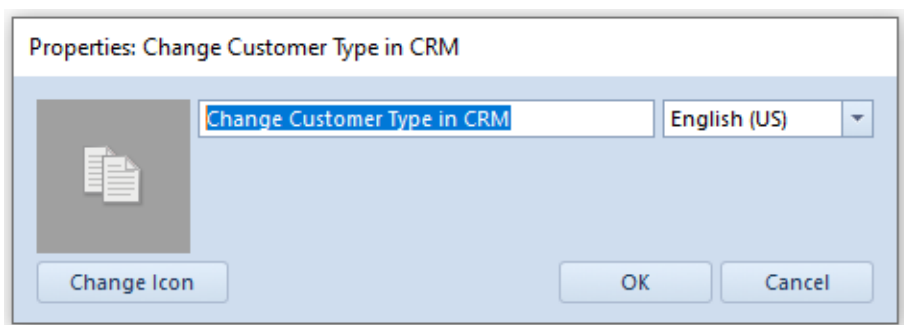 Properties: Change Customer Type in CRM
Change Customer Type in CRM
English (US)
Change Icon
OK
Cancel